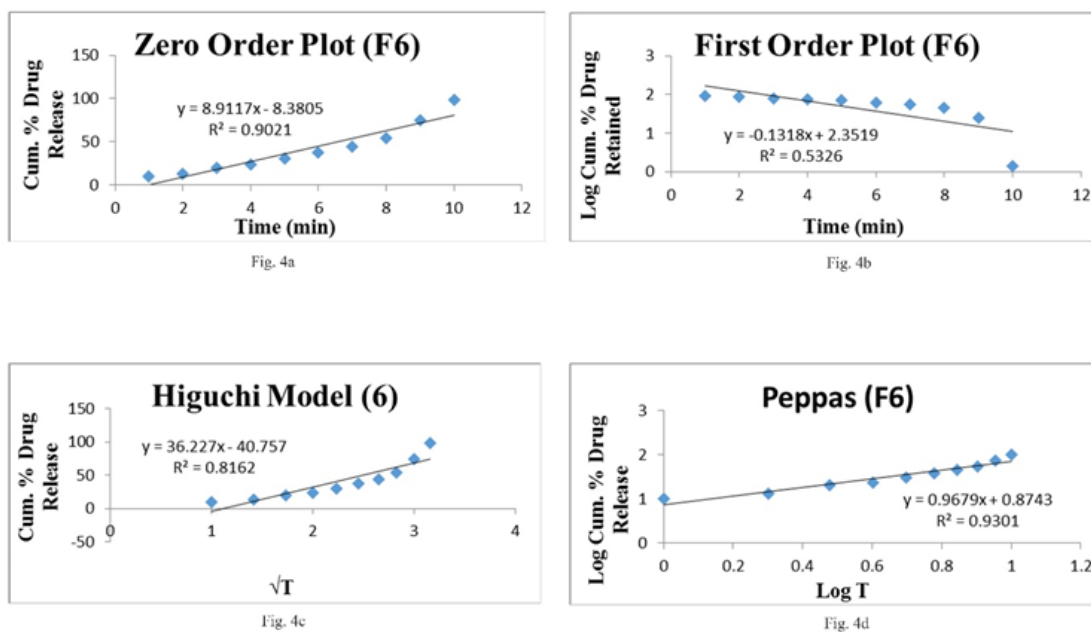 Zero Order Plot (F6)
Cum. % Drug
Release
150
100
50
0
y = 8.9117x - 8.3805
R² = 0.9021
0 2 4 6 8 10 12
Time (min)
Fig. 4a
First Order Plot (F6)
Log Cum. % Drug
Retained
3
2
1
0
y = -0.1318x + 2.3519
R² = 0.5326
0 2 4 6 8 10 12
Time (min)
Fig. 4b
Higuchi Model (6)
Cum. % Drug
Release
150
100
50
0
-50
y = 36.227x - 40.757
R² = 0.8162
0 1 2 3 4
√T
Fig. 4c
Peppas (F6)
Log Cum. % Drug
Release
3
2
1
0
y = 0.9679x + 0.8743
R² = 0.9301
0 0.2 0.4 0.6 0.8 1 1.2
Log T
Fig. 4d